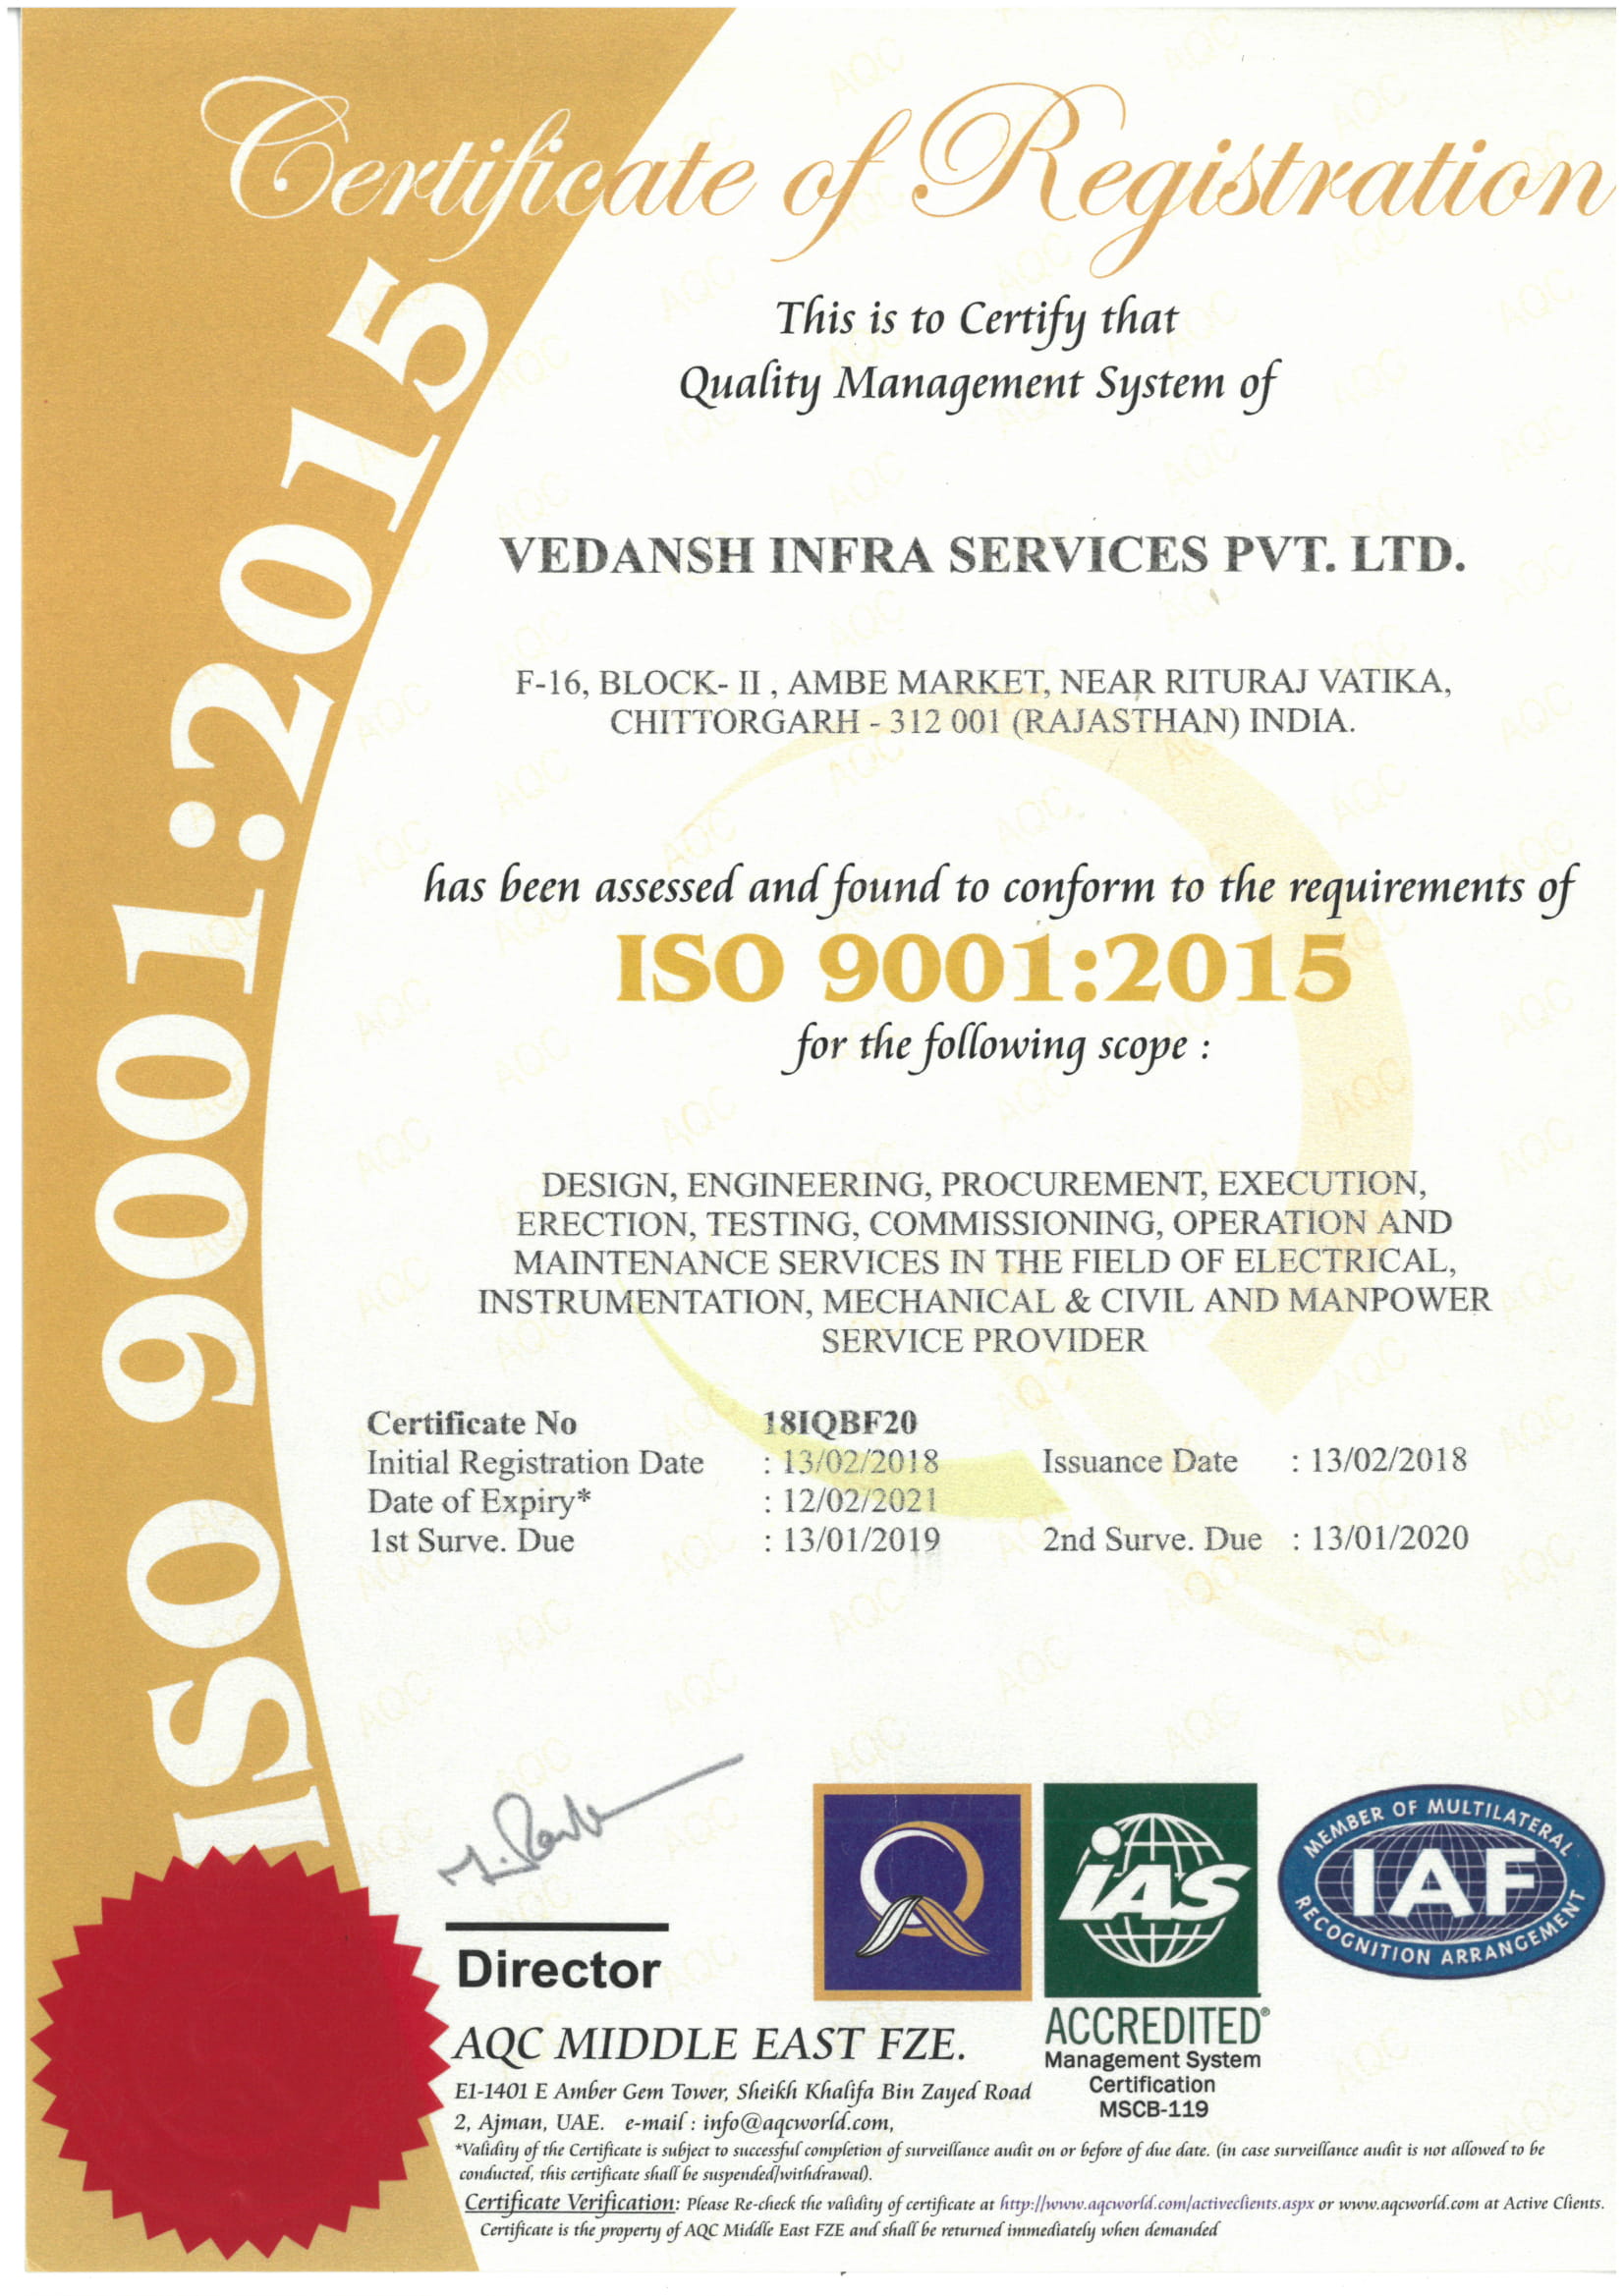 Certificate of Registration
ISO 9001:2015
This is to Certify that
Quality Management System of
VEDANSH INFRA SERVICES PVT. LTD.
F-16, BLOCK- II , AMBE MARKET, NEAR RITURAJ VATIKA,
CHITTORGARH - 312 001 (RAJASTHAN) INDIA.
has been assessed and found to conform to the requirements of
ISO 9001:2015
for the following scope :
DESIGN, ENGINEERING, PROCUREMENT, EXECUTION,
ERECTION, TESTING, COMMISSIONING, OPERATION AND
MAINTENANCE SERVICES IN THE FIELD OF ELECTRICAL,
INSTRUMENTATION, MECHANICAL & CIVIL AND MANPOWER
SERVICE PROVIDER
Certificate No 18IQBF20
Initial Registration Date : 13/02/2018 Issuance Date : 13/02/2018
Date of Expiry* : 12/02/2021
1st Surve. Due : 13/01/2019 2nd Surve. Due : 13/01/2020
Director
iAS
MEMBER OF MULTILATERAL
IAF
RECOGNITION ARRANGEMENT
ACCREDITED®
Management System
Certification
MSCB-119
AQC MIDDLE EAST FZE.
E1-1401 E Amber Gem Tower, Sheikh Khalifa Bin Zayed Road
2, Ajman, UAE. e-mail : info@aqcworld.com,
*Validity of the Certificate is subject to successful completion of surveillance audit on or before of due date. (in case surveillance audit is not allowed to be
conducted, this certificate shall be suspended/withdrawal).
Certificate Verification: Please Re-check the validity of certificate at http://www.aqcworld.com/activeclients.aspx or www.aqcworld.com at Active Clients.
Certificate is the property of AQC Middle East FZE and shall be returned immediately when demanded